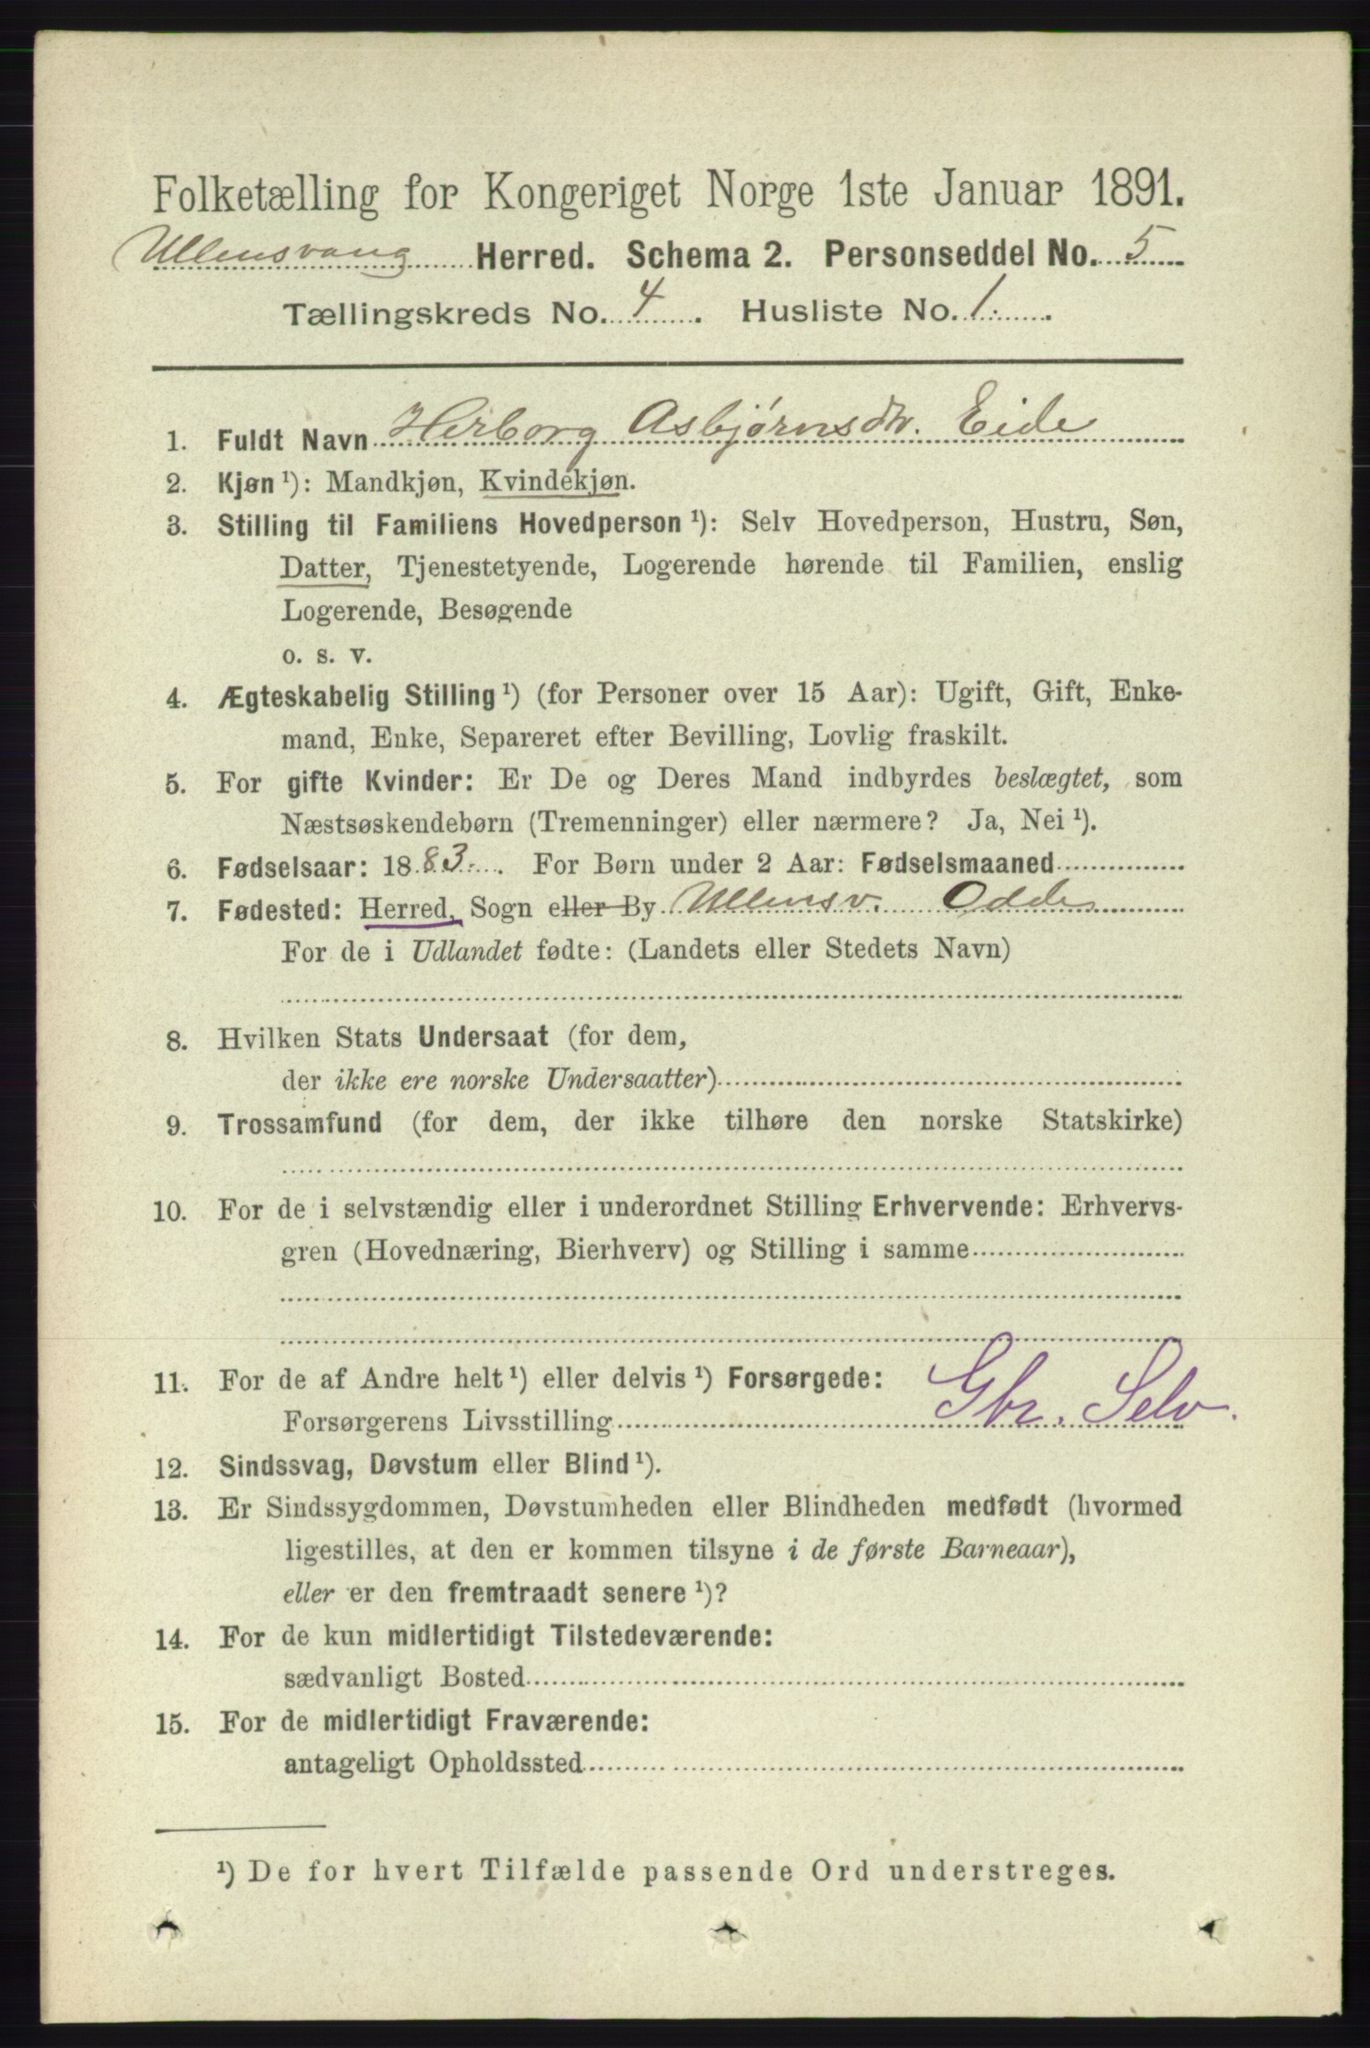 Folketælling for Kongeriget Norge 1ste Januar 1891.
Ullensvang Herred. Schema 2. Personseddel No. 5
Tællingskreds No. 4. Husliste No. 1.
1. Fuldt Navn Herborg Asbjørnsdtr. Eide
2. Kjøn ¹): Mandkjøn, Kvindekjøn.
3. Stilling til Familiens Hovedperson ¹): Selv Hovedperson, Hustru, Søn,
Datter, Tjenestetyende, Logerende hørende til Familien, enslig
Logerende, Besøgende
o. s. v.
4. Ægteskabelig Stilling ¹) (for Personer over 15 Aar): Ugift, Gift, Enke-
mand, Enke, Separeret efter Bevilling, Lovlig fraskilt.
5. For gifte Kvinder: Er De og Deres Mand indbyrdes beslægtet, som
Næstsøskendebørn (Tremenninger) eller nærmere? Ja, Nei ¹).
6. Fødselsaar: 1883. For Børn under 2 Aar: Fødselsmaaned
7. Fødested: Herred, Sogn eller By Ullensv. Odde
For de i Udlandet fødte: (Landets eller Stedets Navn)
8. Hvilken Stats Undersaat (for dem,
der ikke ere norske Undersaatter)
9. Trossamfund (for dem, der ikke tilhøre den norske Statskirke)
10. For de i selvstændig eller i underordnet Stilling Erhvervende: Erhvervs-
gren (Hovednæring, Bierhverv) og Stilling i samme
11. For de af Andre helt ¹) eller delvis ¹) Forsørgede:
Forsørgerens Livsstilling Gbr. Selv.
12. Sindssvag, Døvstum eller Blind ¹).
13. Er Sindssygdommen, Døvstumheden eller Blindheden medfødt (hvormed
ligestilles, at den er kommen tilsyne i de første Barneaar),
eller er den fremtraadt senere ¹)?
14. For de kun midlertidigt Tilstedeværende:
sædvanligt Bosted
15. For de midlertidigt Fraværende:
antageligt Opholdssted
¹) De for hvert Tilfælde passende Ord understreges.